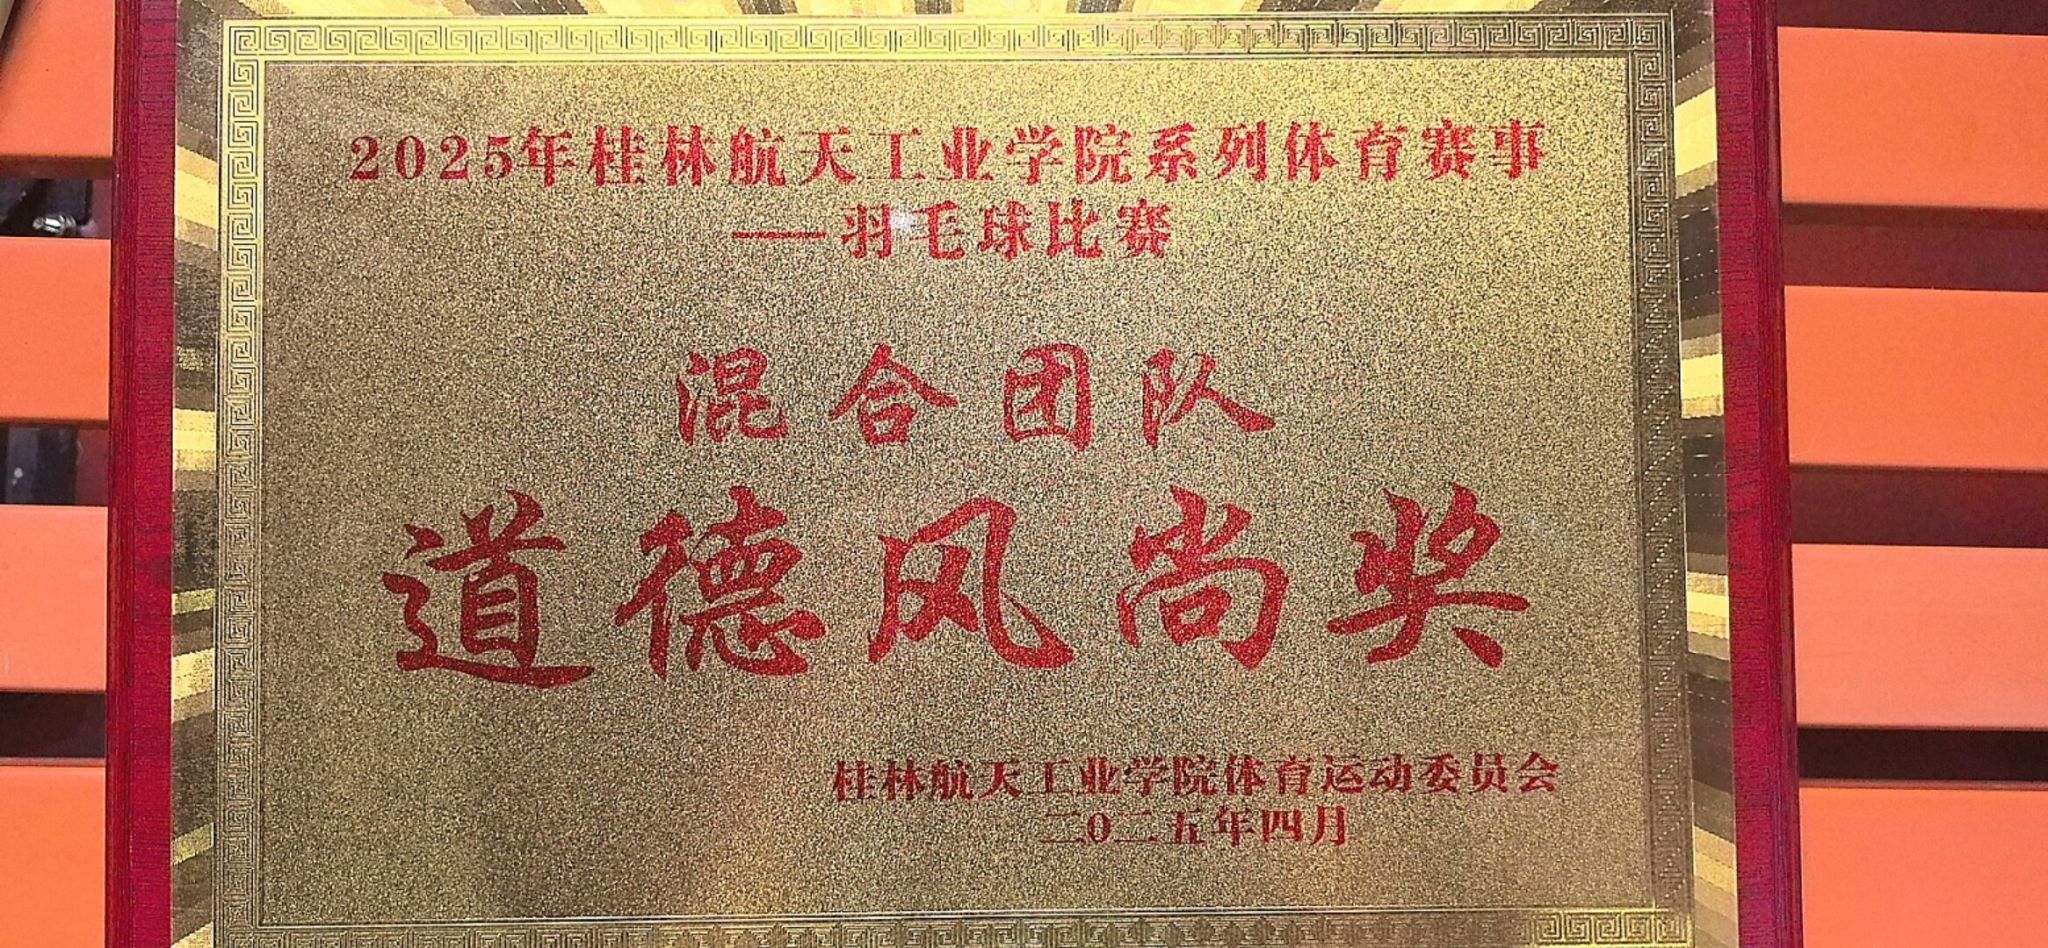 2025年桂林航天工业学院系列体育赛事
——羽毛球比赛
混合团队
道德风尚奖
桂林航天工业学院体育运动委员会
二0二五年四月